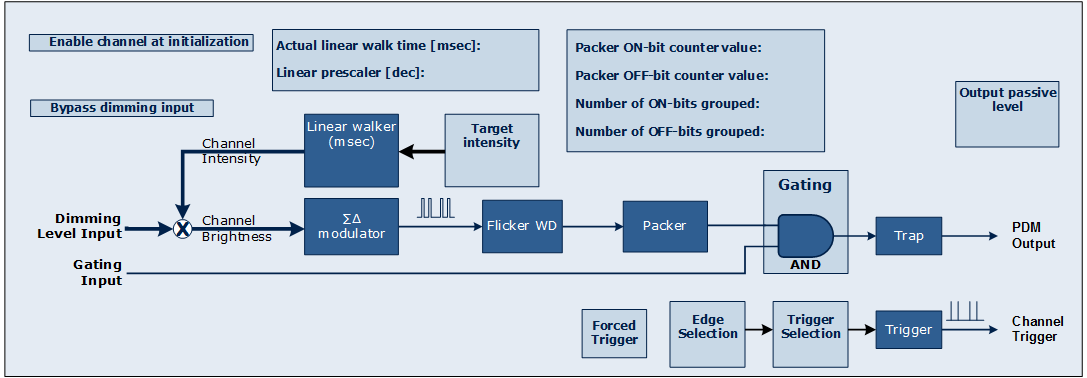 Enable channel at initialization
Actual linear walk time [msec]:
Linear prescaler [dec]:
Packer ON-bit counter value:
Packer OFF-bit counter value:
Number of ON-bits grouped:
Number of OFF-bits grouped:
Output passive
level
Bypass dimming input
Linear walker
(msec)
Target
intensity
Channel
Intensity
Gating
Dimming
Level Input
X
Channel
Brightness
ΣΔ
modulator
Flicker WD
Packer
AND
Trap
PDM
Output
Gating
Input
Forced
Trigger
Edge
Selection
Trigger
Selection
Trigger
Channel
Trigger